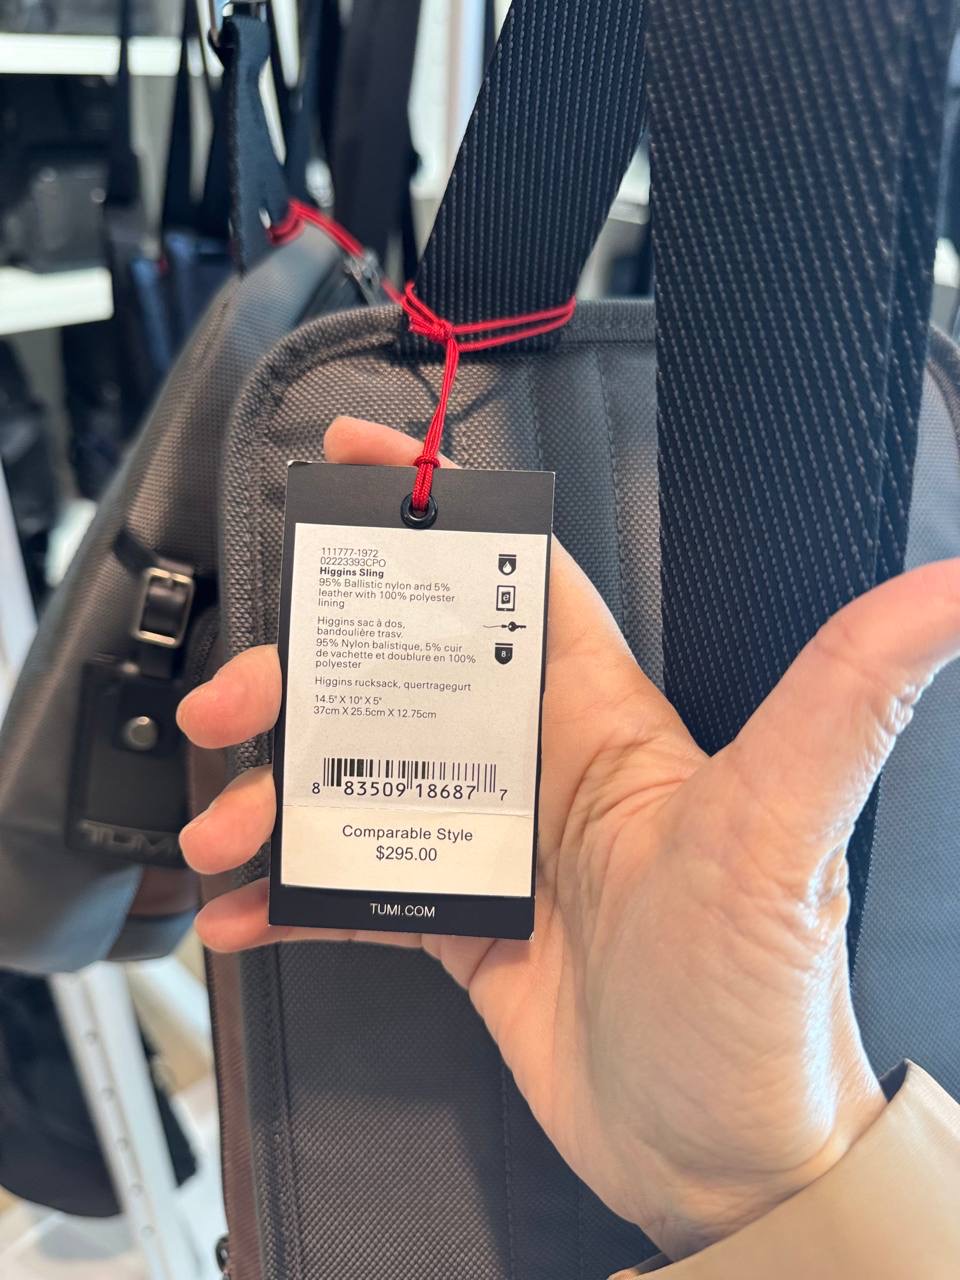 111777-1972
02223393CPO
Higgins Sling
95% Ballistic nylon and 5%
leather with 100% polyester
lining
Higgins sac à dos,
bandoulière trasv.
95% Nylon balistique, 5% cuir
de vachette et doublure en 100%
polyester
Higgins rucksack, quertragegurt
14.5" X 10" X 5"
37cm X 25.5cm X 12.75cm
8 83509 18687 7
Comparable Style
$295.00
TUMI.COM
TUMI
8